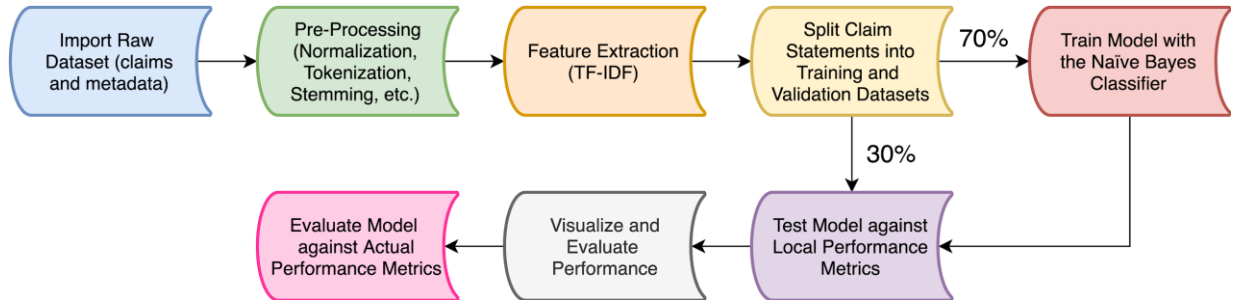 Import Raw
Dataset (claims
and metadata)
Pre-Processing
(Normalization,
Tokenization,
Stemming, etc.)
Feature Extraction
(TF-IDF)
Split Claim
Statements into
Training and
Validation Datasets
70%
Train Model with
the Naïve Bayes
Classifier
30%
Evaluate Model
against Actual
Performance Metrics
Visualize and
Evaluate
Performance
Test Model against
Local Performance
Metrics